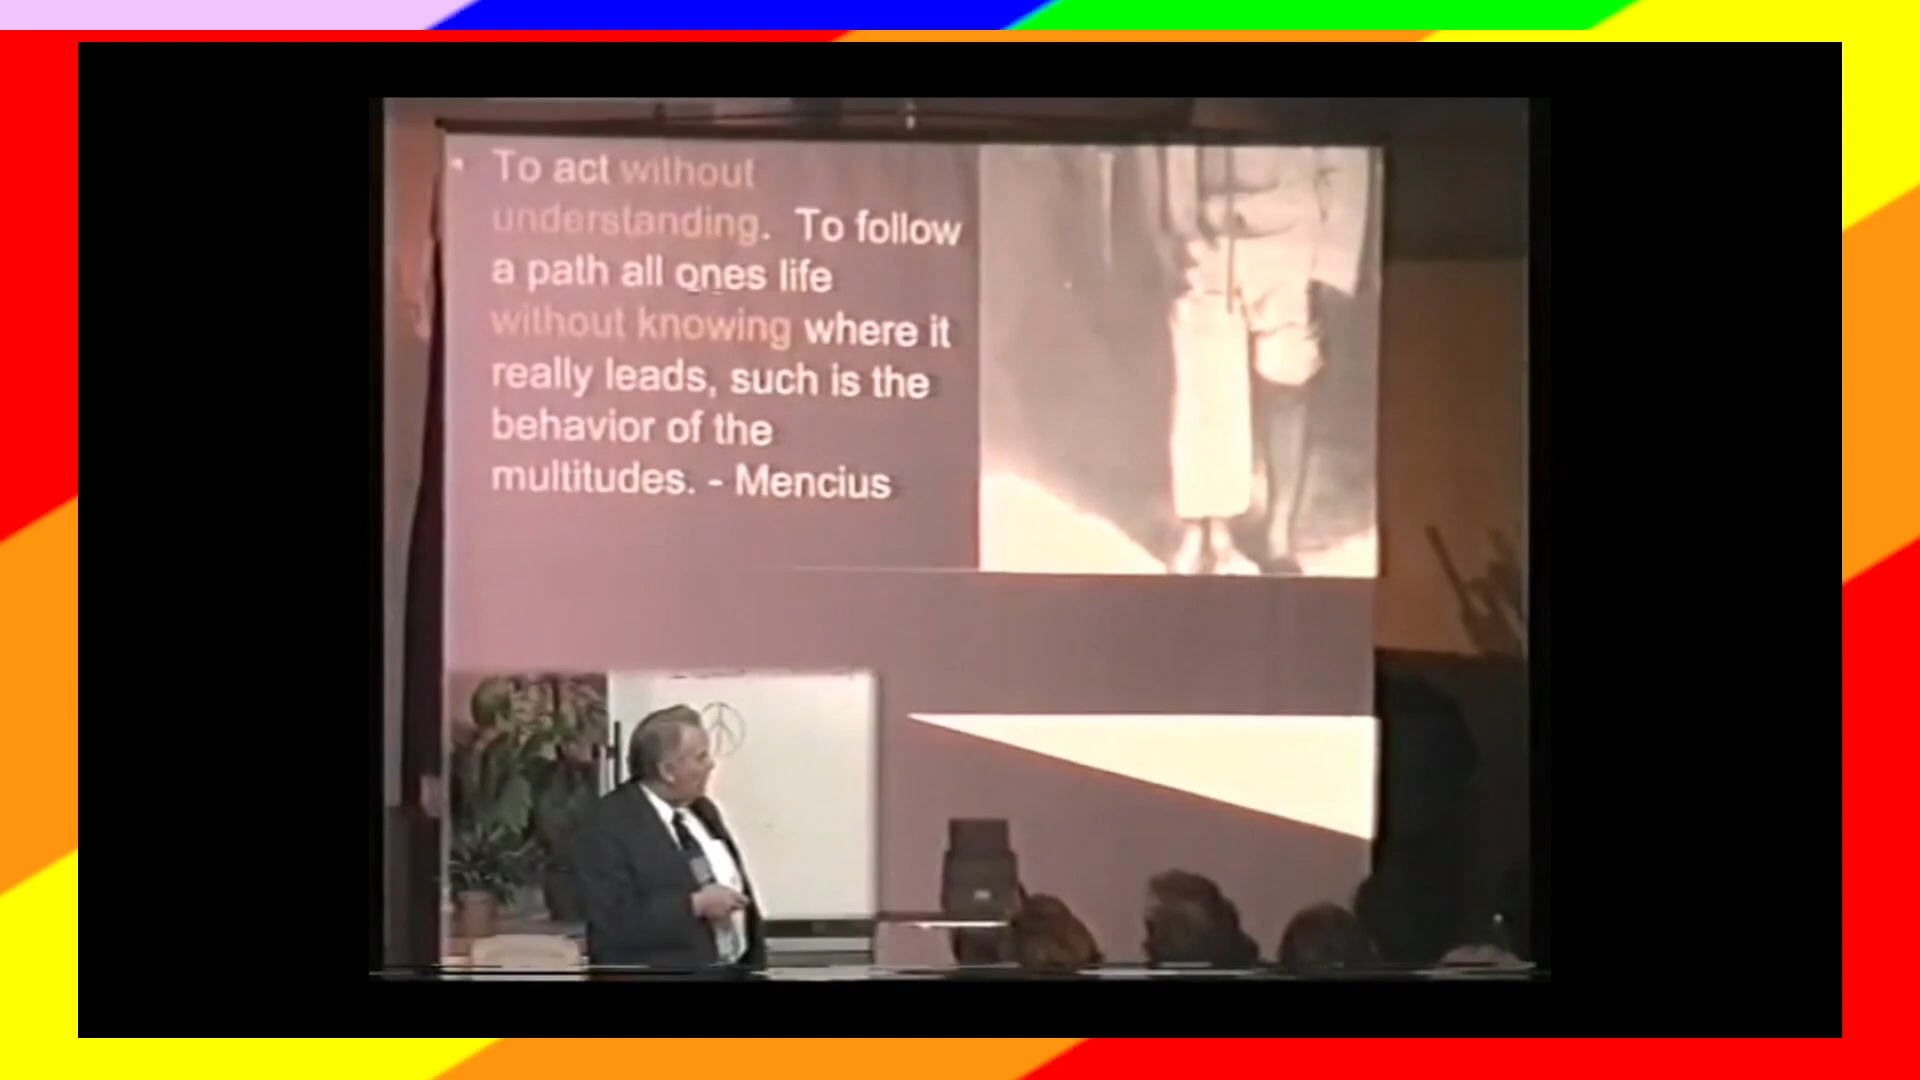 To act without
understanding. To follow
a path all ones life
without knowing where it
really leads, such is the
behavior of the
multitudes. - Mencius